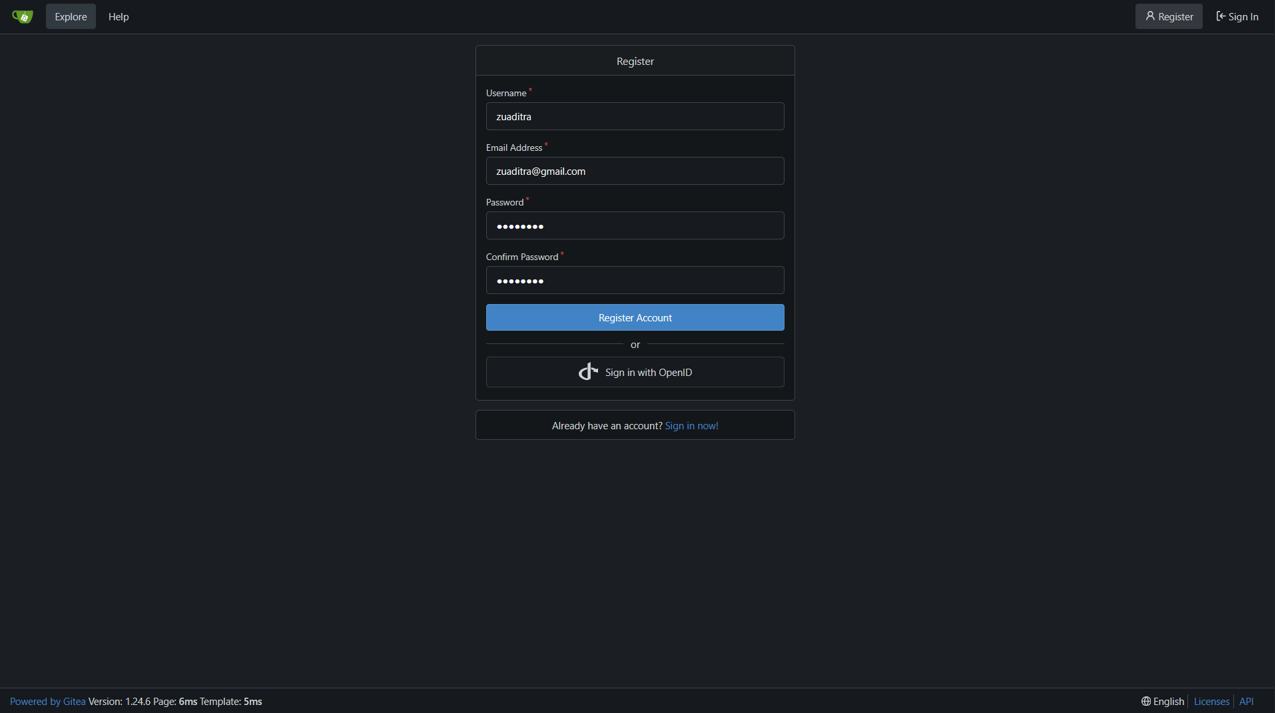 Explore Help Register Sign In
Register
Username *
zuaditra
Email Address *
zuaditra@gmail.com
Password *
••••••••
Confirm Password *
••••••••
Register Account
or
Sign in with OpenID
Already have an account? Sign in now!
Powered by Gitea Version: 1.24.6 Page: 6ms Template: 5ms English Licenses API